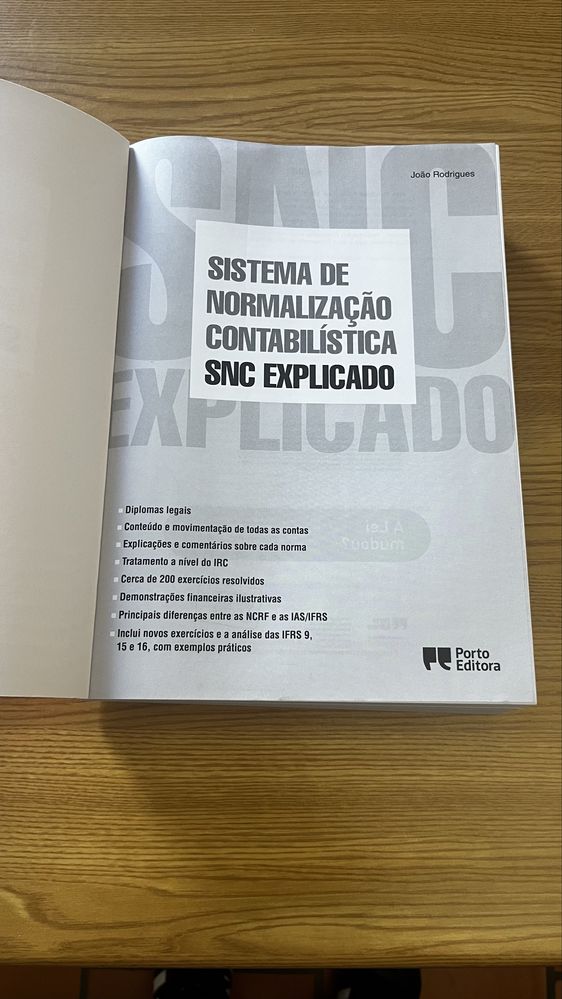 João Rodrigues
SNC
EXPLICADO
SISTEMA DE
NORMALIZAÇÃO
CONTABILÍSTICA
SNC EXPLICADO
Diplomas legais
Conteúdo e movimentação de todas as contas
Explicações e comentários sobre cada norma
Tratamento a nível do IRC
Cerca de 200 exercícios resolvidos
Demonstrações financeiras ilustrativas
Principais diferenças entre as NCRF e as IAS/IFRS
Inclui novos exercícios e a análise das IFRS 9,
15 e 16, com exemplos práticos
A Lei
mudou?
Porto
Editora